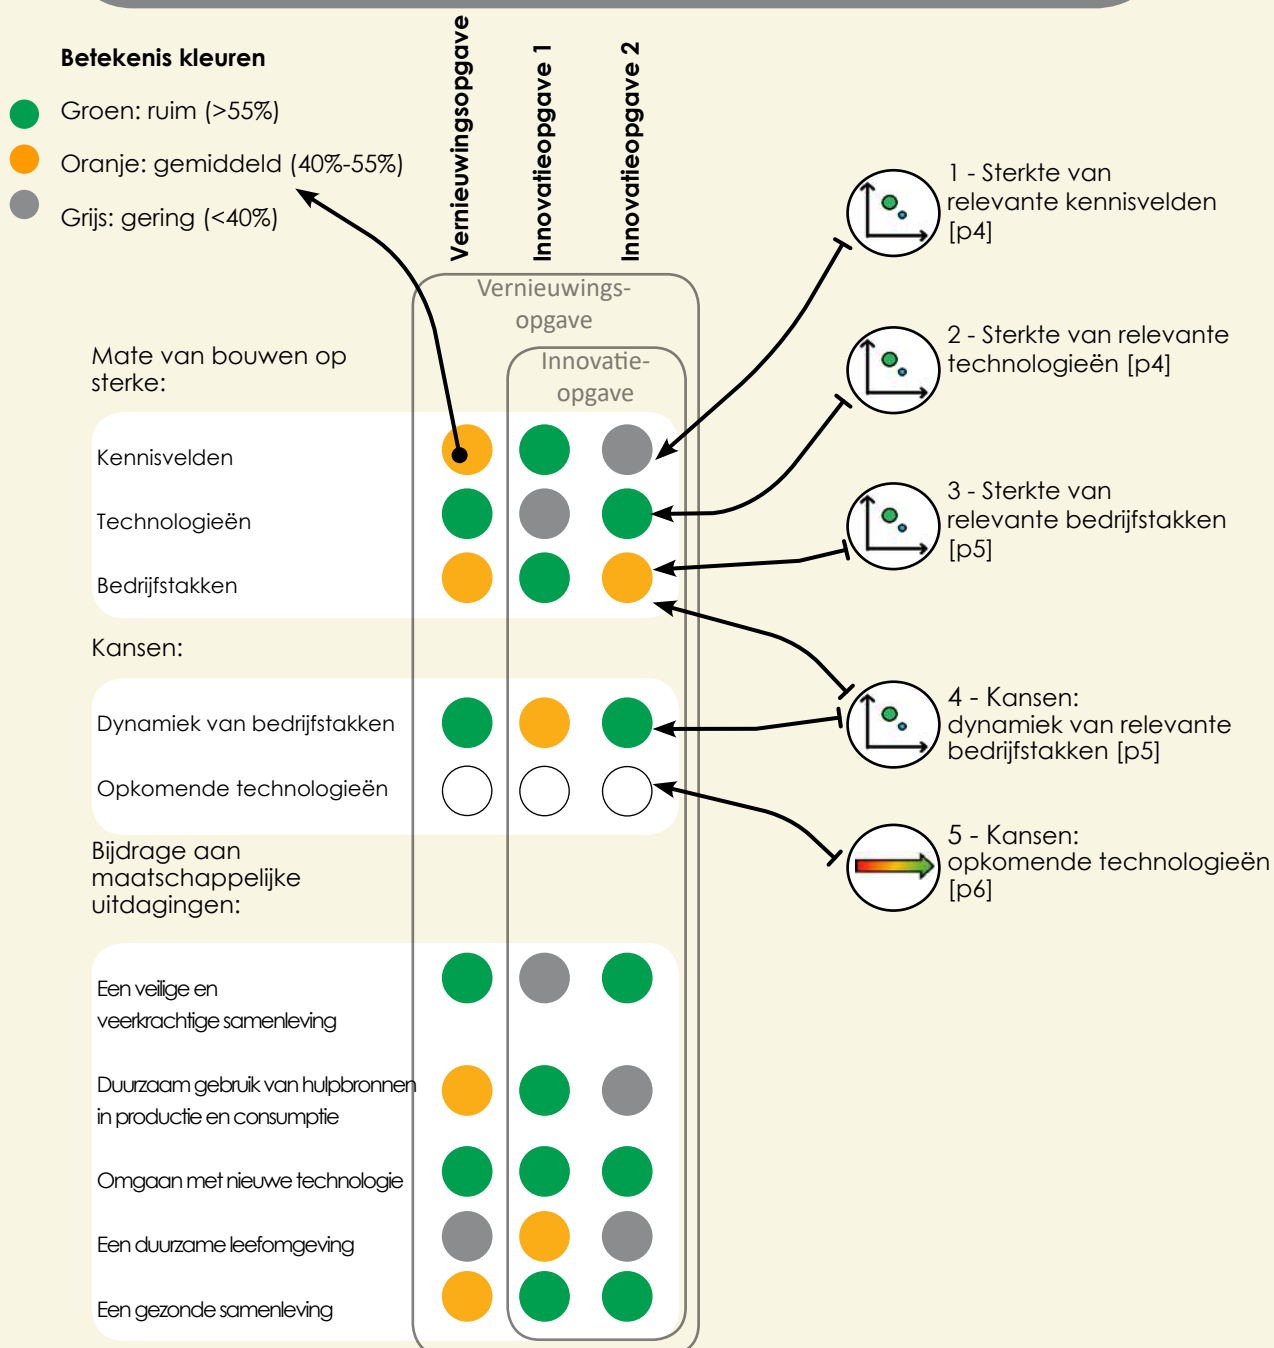 Betekenis kleuren
Groen: ruim (>55%)
Oranje: gemiddeld (40%-55%)
Grijs: gering (<40%)
Vernieuwingsopgave
Innovatieopgave 1
Innovatieopgave 2
Vernieuwings-
opgave
Innovatie-
opgave
Mate van bouwen op
sterke:
Kennisvelden
Technologieën
Bedrijfstakken
Kansen:
Dynamiek van bedrijfstakken
Opkomende technologieën
Bijdrage aan
maatschappelijke
uitdagingen:
Een veilige en
veerkrachtige samenleving
Duurzaam gebruik van hulpbronnen
in productie en consumptie
Omgaan met nieuwe technologie
Een duurzame leefomgeving
Een gezonde samenleving
1 - Sterkte van
relevante kennisvelden
[p4]
2 - Sterkte van relevante
technologieën [p4]
3 - Sterkte van
relevante bedrijfstakken
[p5]
4 - Kansen:
dynamiek van relevante
bedrijfstakken [p5]
5 - Kansen:
opkomende technologieën
[p6]